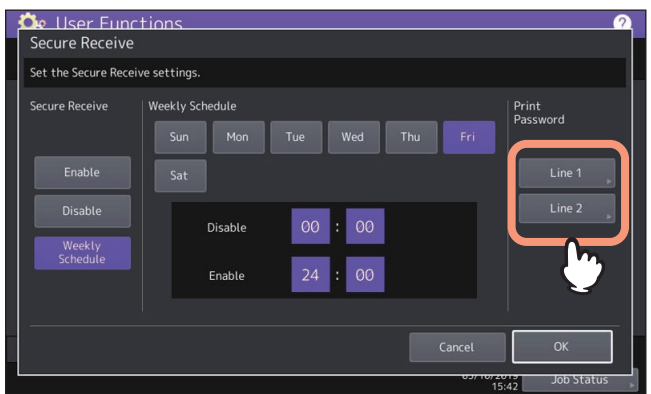 User Functions
?
Secure Receive
Set the Secure Receive settings.
Secure Receive
Enable
Disable
Weekly
Schedule
Weekly Schedule
Sun Mon Tue Wed Thu Fri
Sat
Disable 00 : 00
Enable 24 : 00
Print
Password
Line 1
Line 2
Cancel OK
15:42
Job Status